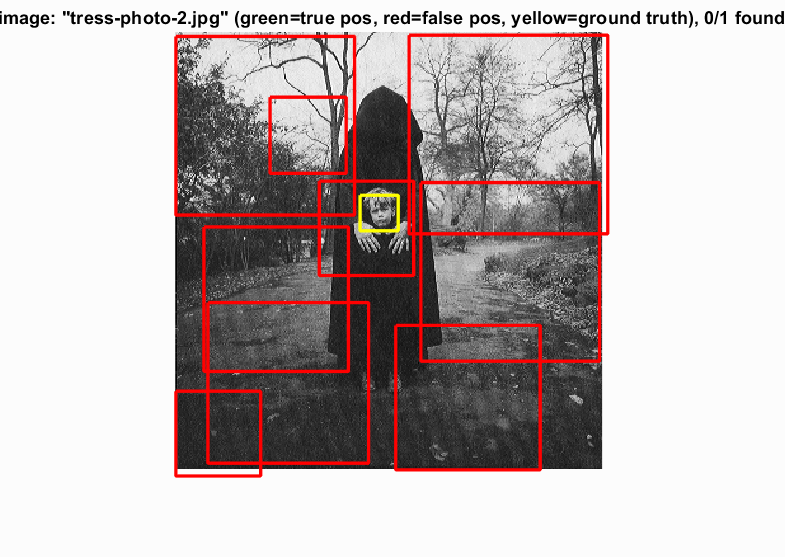 image: "tress-photo-2.jpg" (green=true pos, red=false pos, yellow=ground truth), 0/1 found